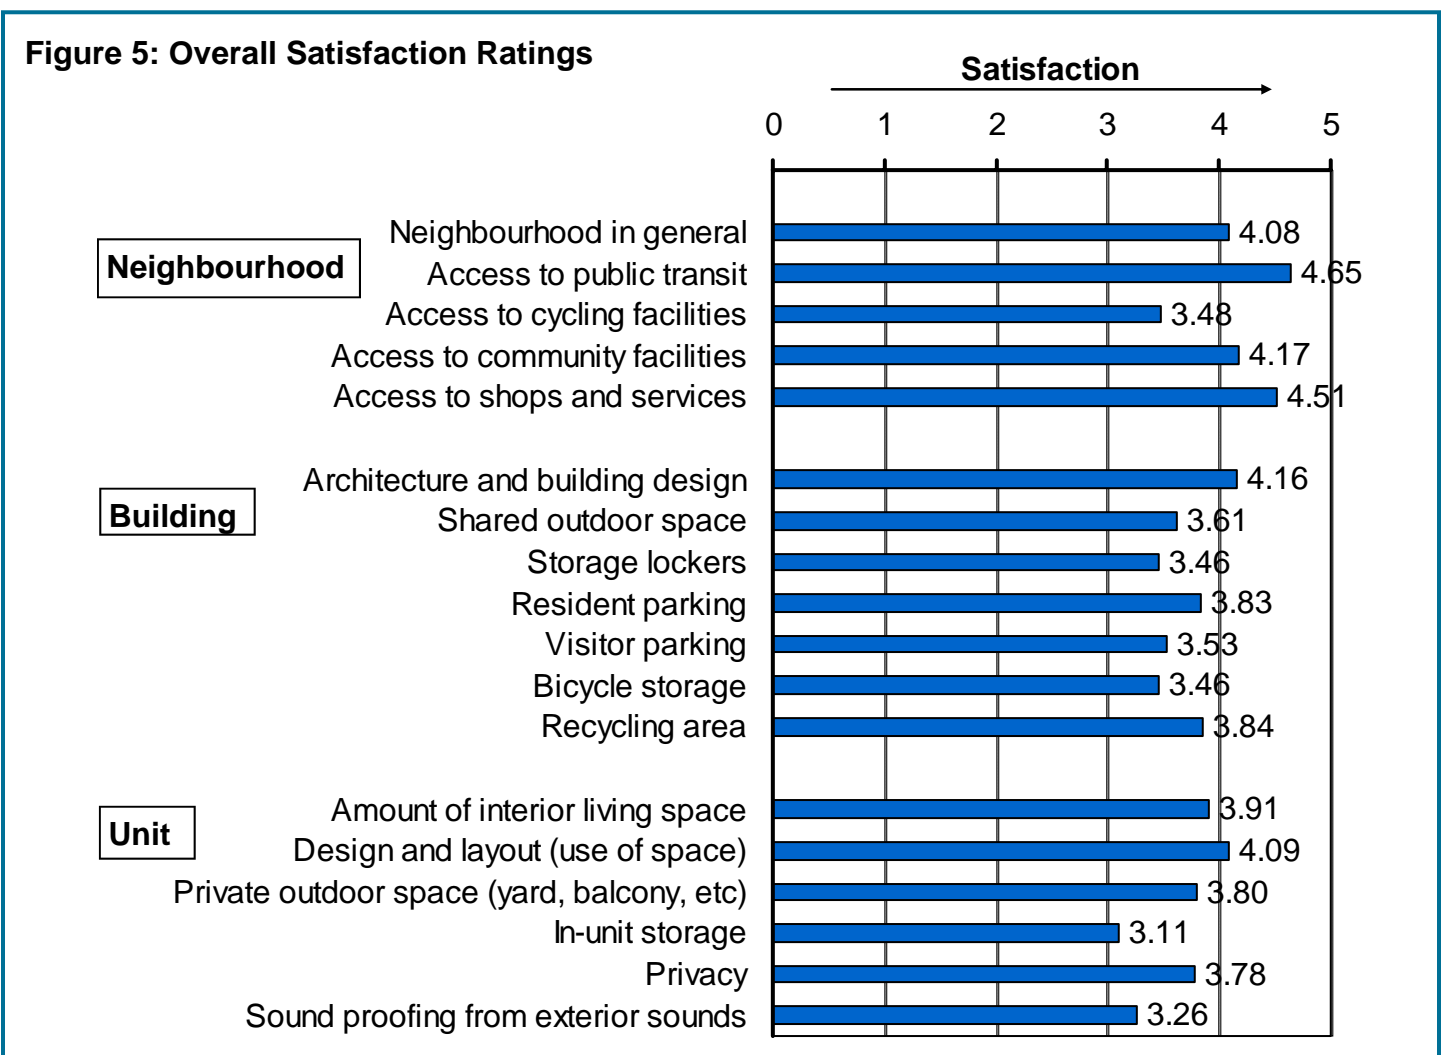 Figure 5: Overall Satisfaction Ratings
Satisfaction
0 1 2 3 4 5
Neighbourhood
Neighbourhood in general 4.08
Access to public transit 4.65
Access to cycling facilities 3.48
Access to community facilities 4.17
Access to shops and services 4.51
Building
Architecture and building design 4.16
Shared outdoor space 3.61
Storage lockers 3.46
Resident parking 3.83
Visitor parking 3.53
Bicycle storage 3.46
Recycling area 3.84
Unit
Amount of interior living space 3.91
Design and layout (use of space) 4.09
Private outdoor space (yard, balcony, etc) 3.80
In-unit storage 3.11
Privacy 3.78
Sound proofing from exterior sounds 3.26